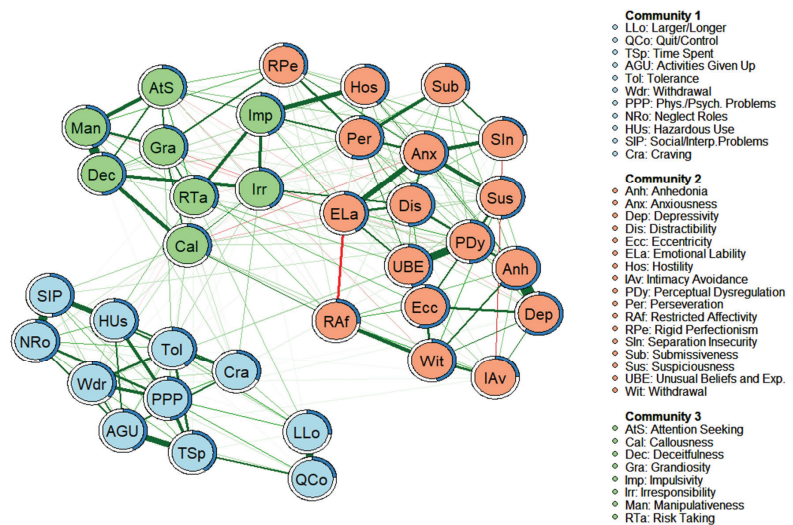 RPe
AtS
Hos
Sub
Imp
Man
Per
SIn
Gra
Anx
Dec
RTa
Irr
Sus
Dis
ELa
Cal
PDy
UBE
Anh
SIP
Ecc
Dep
HUs
RAf
NRo
Tol
Wit
Cra
IAv
Wdr
PPP
AGU
LLo
TSp
QCo
Community 1
LLo: Larger/Longer
QCo: Quit/Control
TSp: Time Spent
AGU: Activities Given Up
Tol: Tolerance
Wdr: Withdrawal
PPP: Phys./Psych. Problems
NRo: Neglect Roles
HUs: Hazardous Use
SIP: Social/Interp.Problems
Cra: Craving
Community 2
Anh: Anhedonia
Anx: Anxiousness
Dep: Depressivity
Dis: Distractibility
Ecc: Eccentricity
ELa: Emotional Lability
Hos: Hostility
IAv: Intimacy Avoidance
PDy: Perceptual Dysregulation
Per: Perseveration
RAf: Restricted Affectivity
RPe: Rigid Perfectionism
SIn: Separation Insecurity
Sub: Submissiveness
Sus: Suspiciousness
UBE: Unusual Beliefs and Exp.
Wit: Withdrawal
Community 3
AtS: Attention Seeking
Cal: Callousness
Dec: Deceitfulness
Gra: Grandiosity
Imp: Impulsivity
Irr: Irresponsibility
Man: Manipulativeness
RTa: Risk Taking